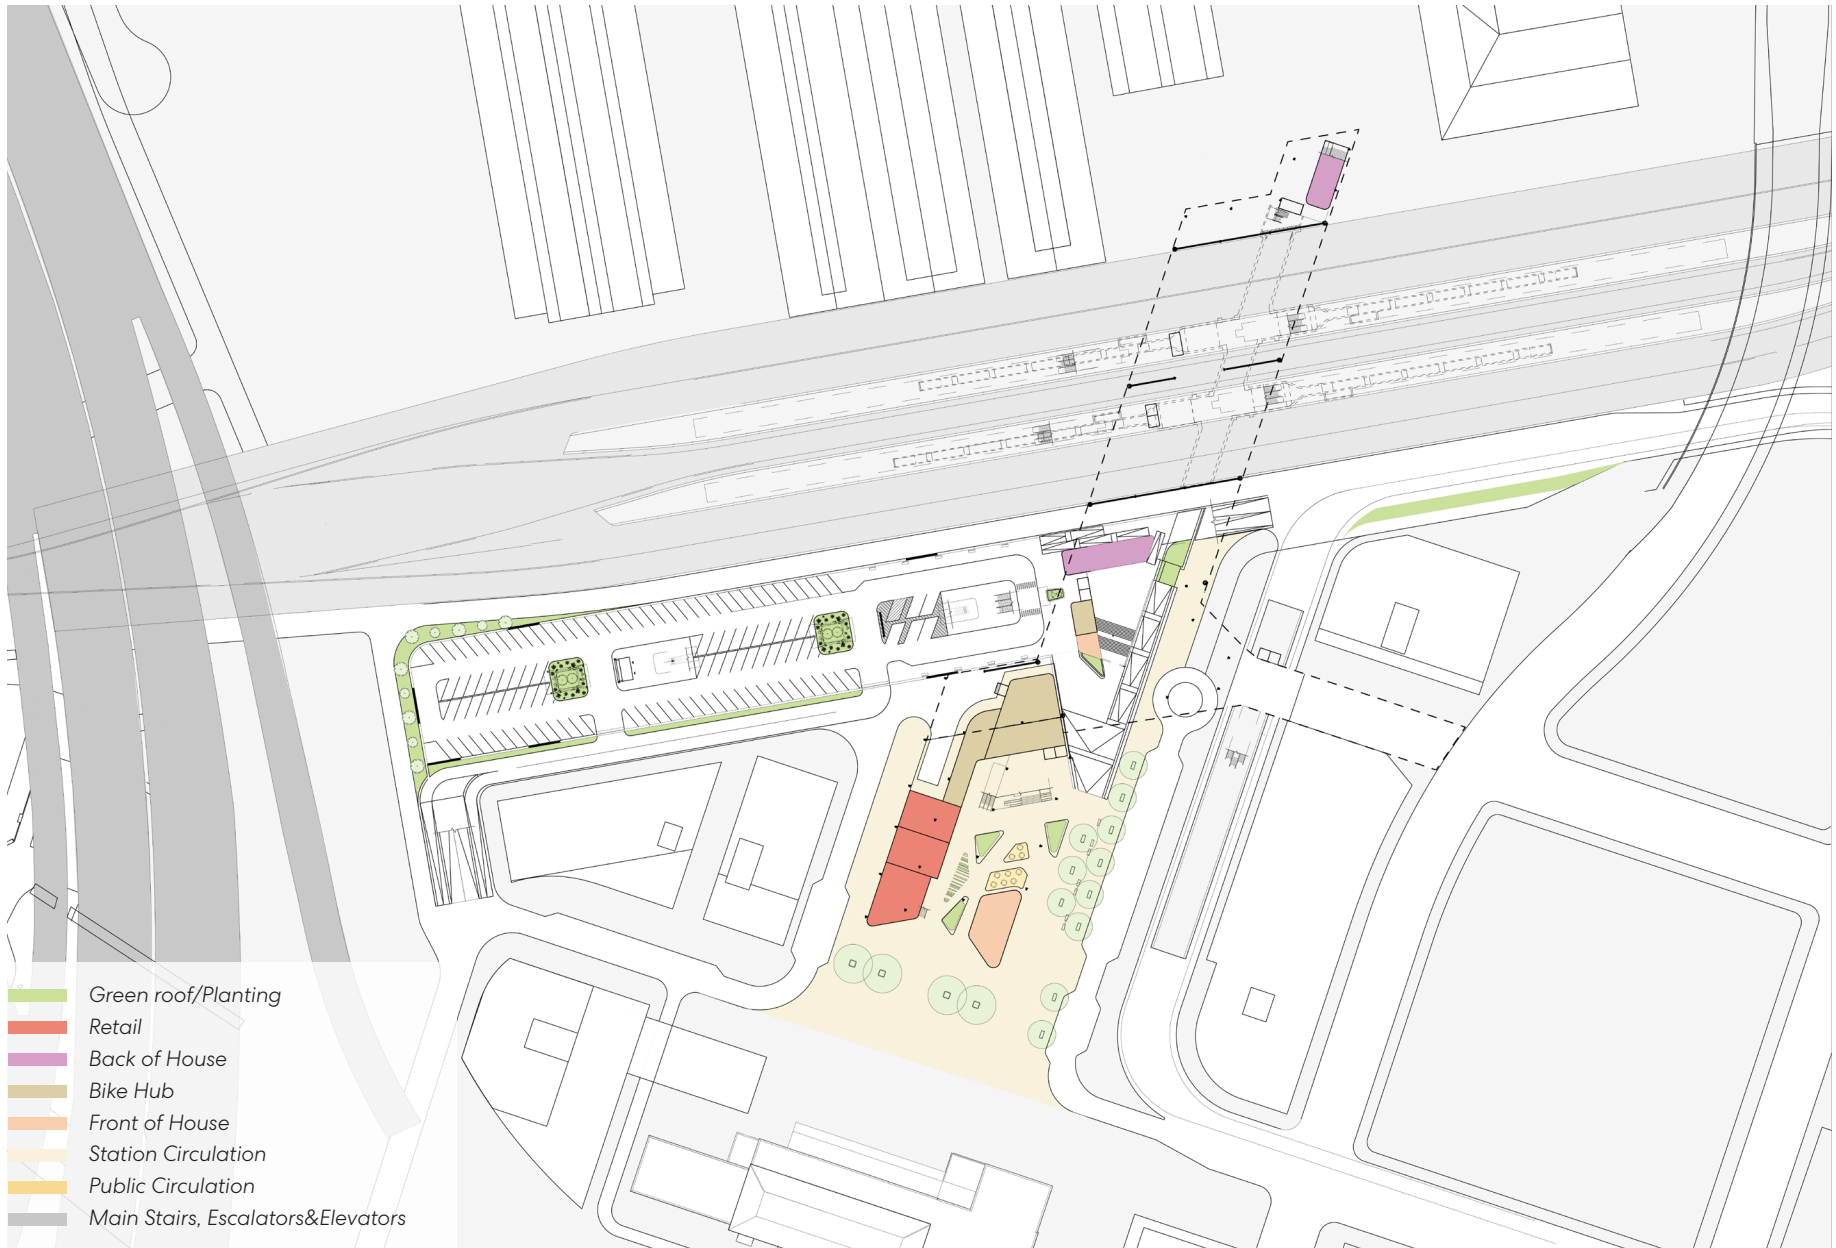 Green roof/Planting
Retail
Back of House
Bike Hub
Front of House
Station Circulation
Public Circulation
Main Stairs, Escalators&Elevators